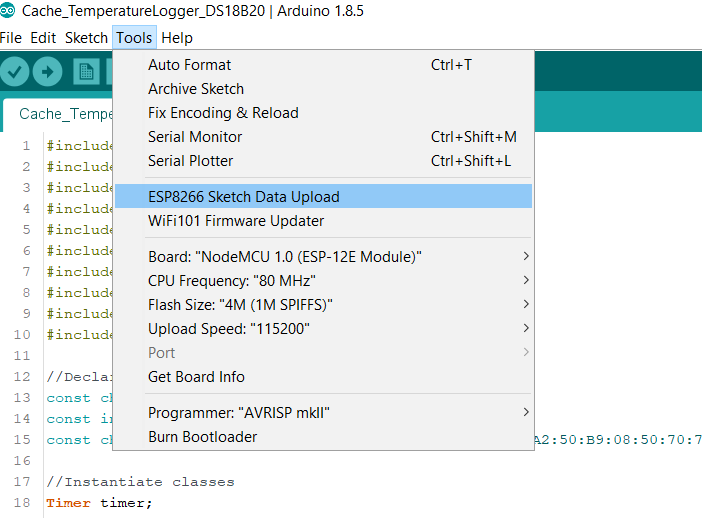 Cache_TemperatureLogger_DS18B20 | Arduino 1.8.5
File Edit Sketch Tools Help
Auto Format Ctrl+T
Archive Sketch
Fix Encoding & Reload
Serial Monitor Ctrl+Shift+M
Serial Plotter Ctrl+Shift+L
ESP8266 Sketch Data Upload
WiFi101 Firmware Updater
Board: "NodeMCU 1.0 (ESP-12E Module)"
CPU Frequency: "80 MHz"
Flash Size: "4M (1M SPIFFS)"
Upload Speed: "115200"
Port
Get Board Info
Programmer: "AVRISP mkII"
Burn Bootloader
Cache_Tempe
1 #include
2 #include
3 #include
4 #include
5 #include
6 #include
7 #include
8 #include
9 #include
10 #include
11
12 //Declar
13 const ch
14 const in
15 const ch A2:50:B9:08:50:70:7
16
17 //Instantiate classes
18 Timer timer;